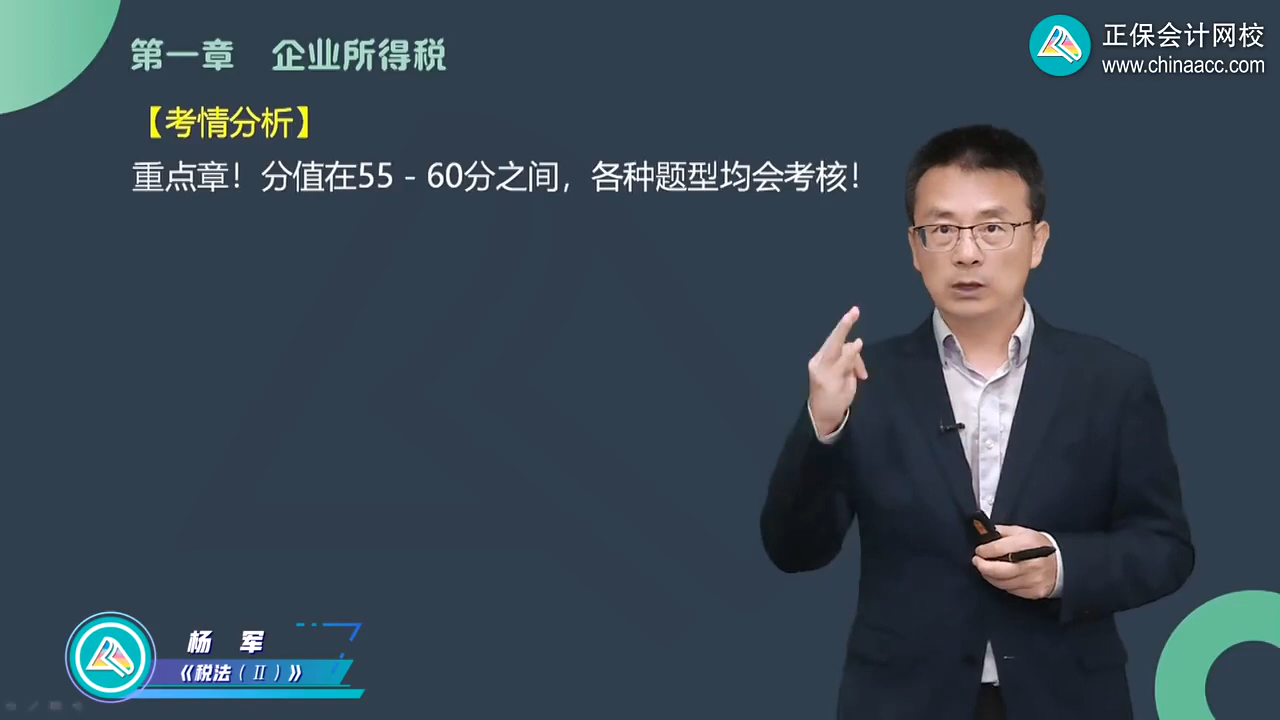 第一章 企业所得税
正保会计网校
www.chinaacc.com
【考情分析】
重点章！分值在55－60分之间，各种题型均会考核！
杨 军
《税法（Ⅱ）》